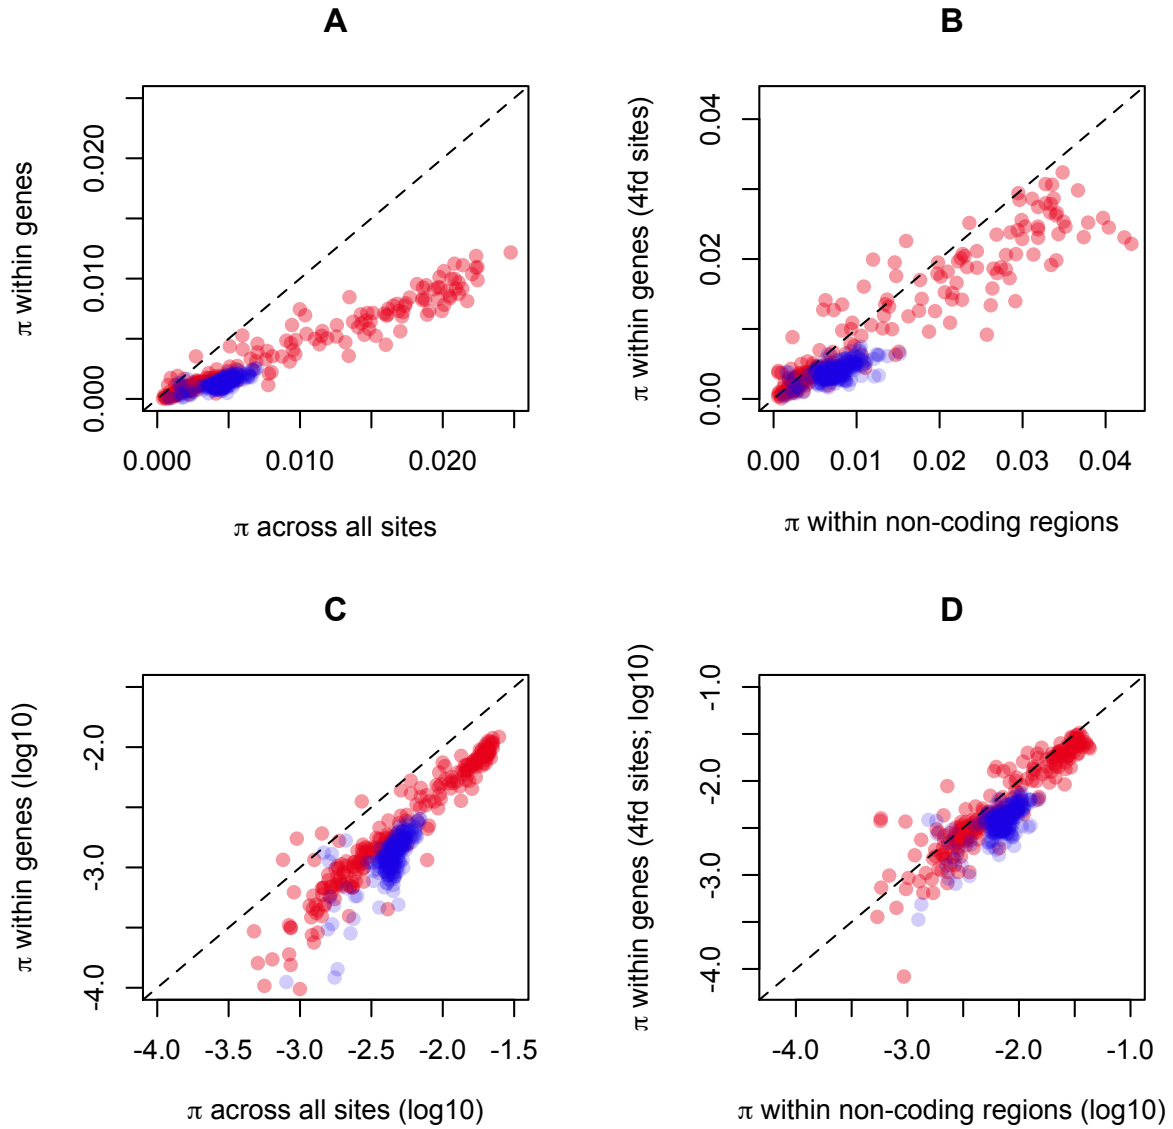 A
π within genes
0.020
0.010
0.000
0.000 0.010 0.020
π across all sites
B
π within genes (4fd sites)
0.04
0.02
0.00
0.00 0.01 0.02 0.03 0.04
π within non-coding regions
C
π within genes (log10)
-2.0
-3.0
-4.0
-4.0 -3.5 -3.0 -2.5 -2.0 -1.5
π across all sites (log10)
D
π within genes (4fd sites; log10)
-1.0
-2.0
-3.0
-4.0
-4.0 -3.0 -2.0 -1.0
π within non-coding regions (log10)